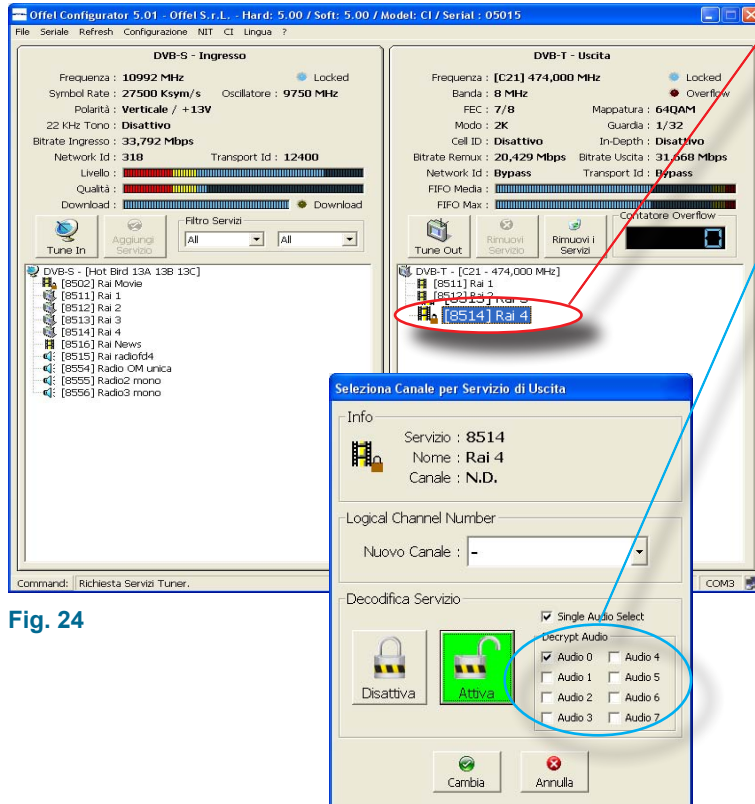 Offel Configurator 5.01 - Offel S.r.L. - Hard: 5.00 / Soft: 5.00 / Model: CI / Serial : 05015
File Seriale Refresh Configurazione NIT CI Lingua ?
DVB-S - Ingresso
Frequenza : 10992 MHz
Locked
Symbol Rate : 27500 Ksym/s Oscillatore : 9750 MHz
Polarità : Verticale / +13V
22 KHz Tono : Disattivo
Bitrate Ingresso : 33,792 Mbps
Network Id : 318 Transport Id : 12400
Livello :
Qualità :
Download :
Download
Tune In
Aggiungi Servizio
Filtro Servizi
All
All
DVB-S - [Hot Bird 13A 13B 13C]
[8502] Rai Movie
[8511] Rai 1
[8512] Rai 2
[8513] Rai 3
[8514] Rai 4
[8516] Rai News
[8515] Rai radiofd4
[8554] Radio OM unica
[8555] Radio2 mono
[8556] Radio3 mono
DVB-T - Uscita
Frequenza : [C21] 474,000 MHz
Locked
Banda : 8 MHz
Overflow
FEC : 7/8 Mappatura : 64QAM
Modo : 2K Guardia : 1/32
Cell ID : Disattivo In-Depth : Disattivo
Bitrate Remux : 20,429 Mbps Bitrate Uscita : 31,668 Mbps
Network Id : Bypass Transport Id : Bypass
FIFO Media :
FIFO Max :
Tune Out
Rimuovi Servizio
Rimuovi i Servizi
Contatore Overflow
0
DVB-T - [C21 - 474,000 MHz]
[8511] Rai 1
[8512] Rai 2
[8513] Rai 3
[8514] Rai 4
Command: Richiesta Servizi Tuner.
COM3
Seleziona Canale per Servizio di Uscita
Info
Servizio : 8514
Nome : Rai 4
Canale : N.D.
Logical Channel Number
Nuovo Canale : -
Decodifica Servizio
Disattiva
Attiva
Single Audio Select
Decrypt Audio
Audio 0 Audio 4
Audio 1 Audio 5
Audio 2 Audio 6
Audio 3 Audio 7
Cambia
Annulla
Fig. 24